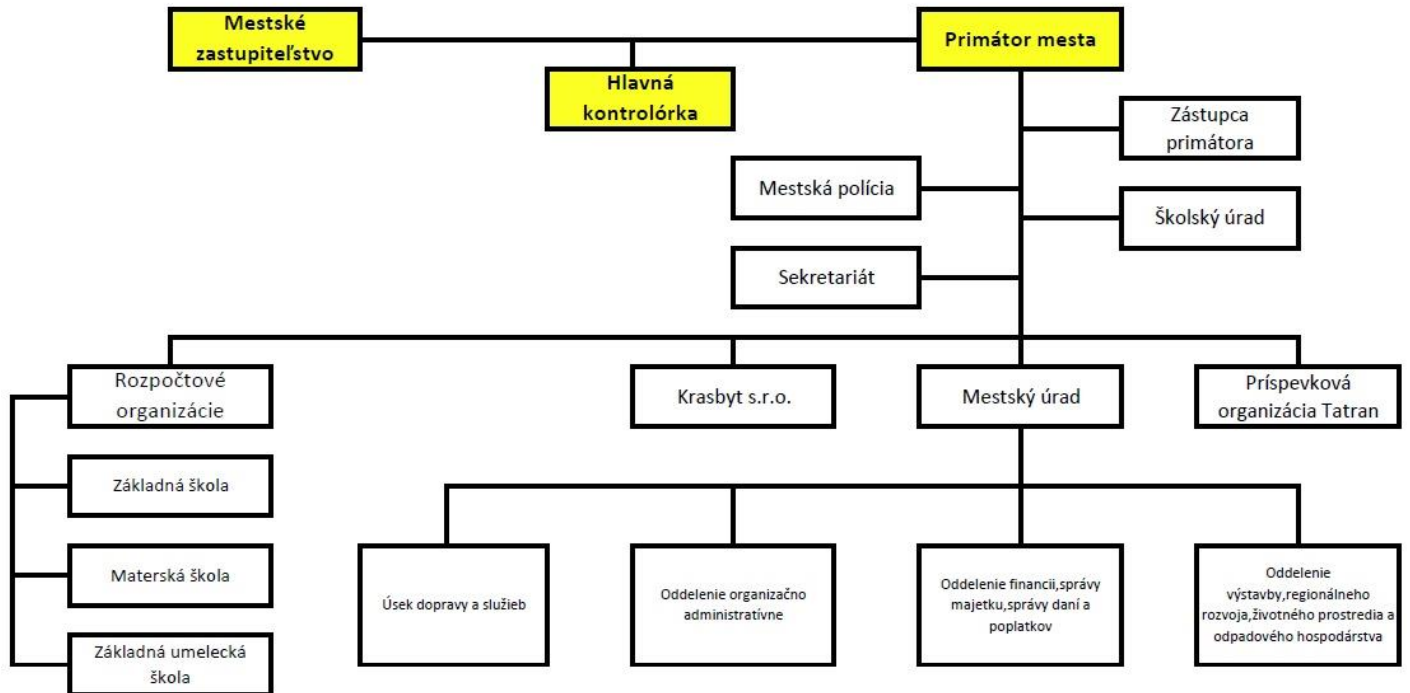 Mestské
zastupiteľstvo
Primátor mesta
Hlavná
kontrolórka
Zástupca
primátora
Mestská polícia
Školský úrad
Sekretariát
Rozpočtové
organizácie
Krasbyt s.r.o.
Mestský úrad
Príspevková
organizácia Tatran
Základná škola
Materská škola
Základná umelecká
škola
Úsek dopravy a služieb
Oddelenie organizačno
administratívne
Oddelenie financii,správy
majetku,správy daní a
poplatkov
Oddelenie
výstavby,regionálneho
rozvoja,životného prostredia a
odpadového hospodárstva